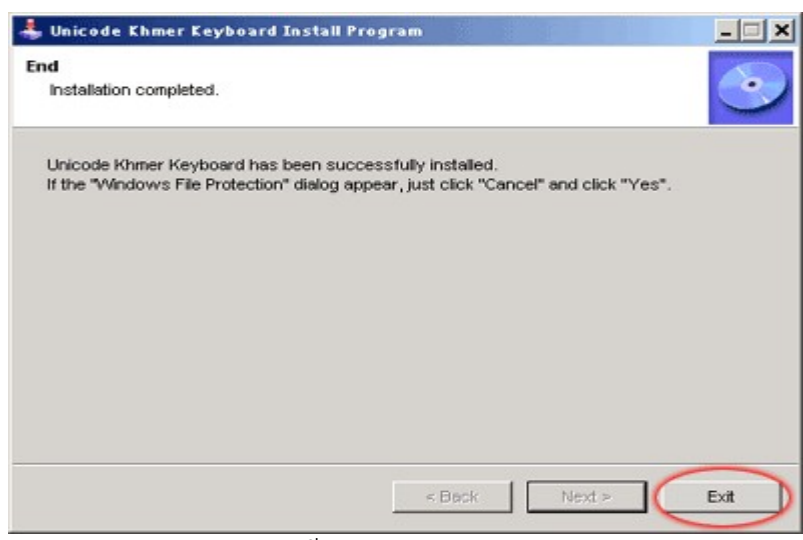 Unicode Khmer Keyboard Install Program
End
Installation completed.
Unicode Khmer Keyboard has been successfully installed.
If the "Windows File Protection" dialog appear, just click "Cancel" and click "Yes".
< Back
Next >
Exit